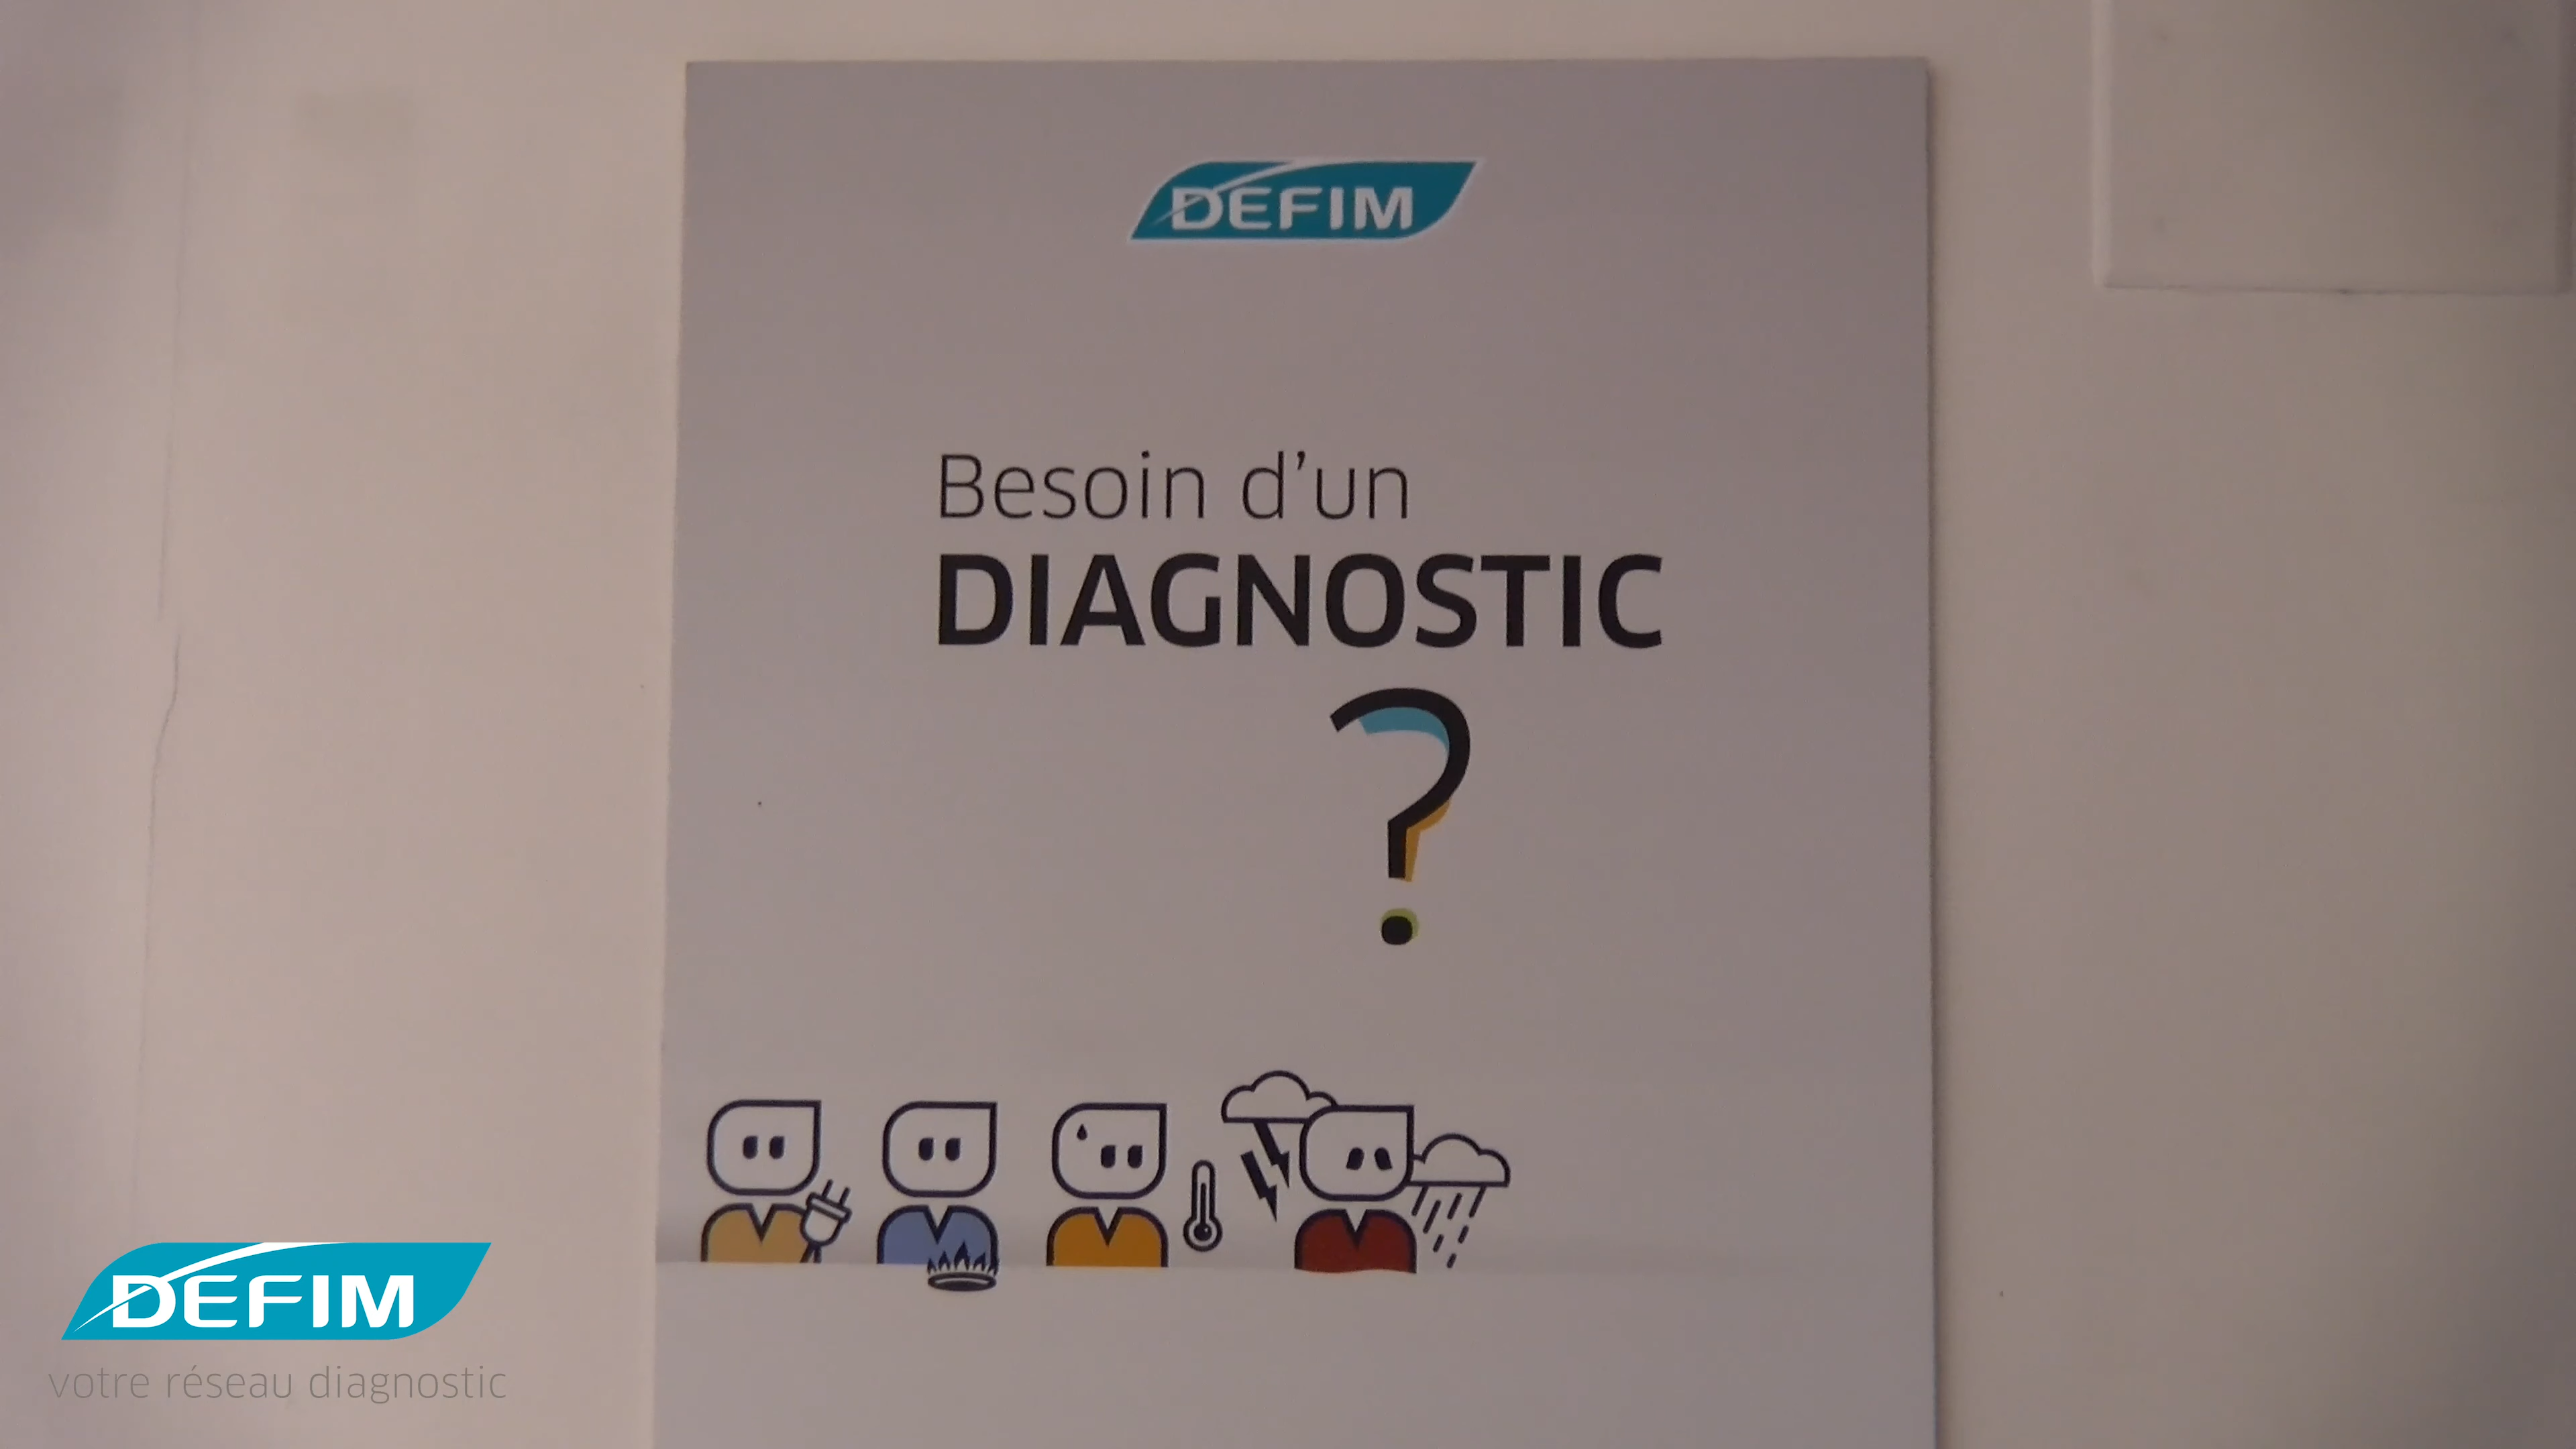 DEFIM
Besoin d'un
DIAGNOSTIC
?
DEFIM
votre réseau diagnostic